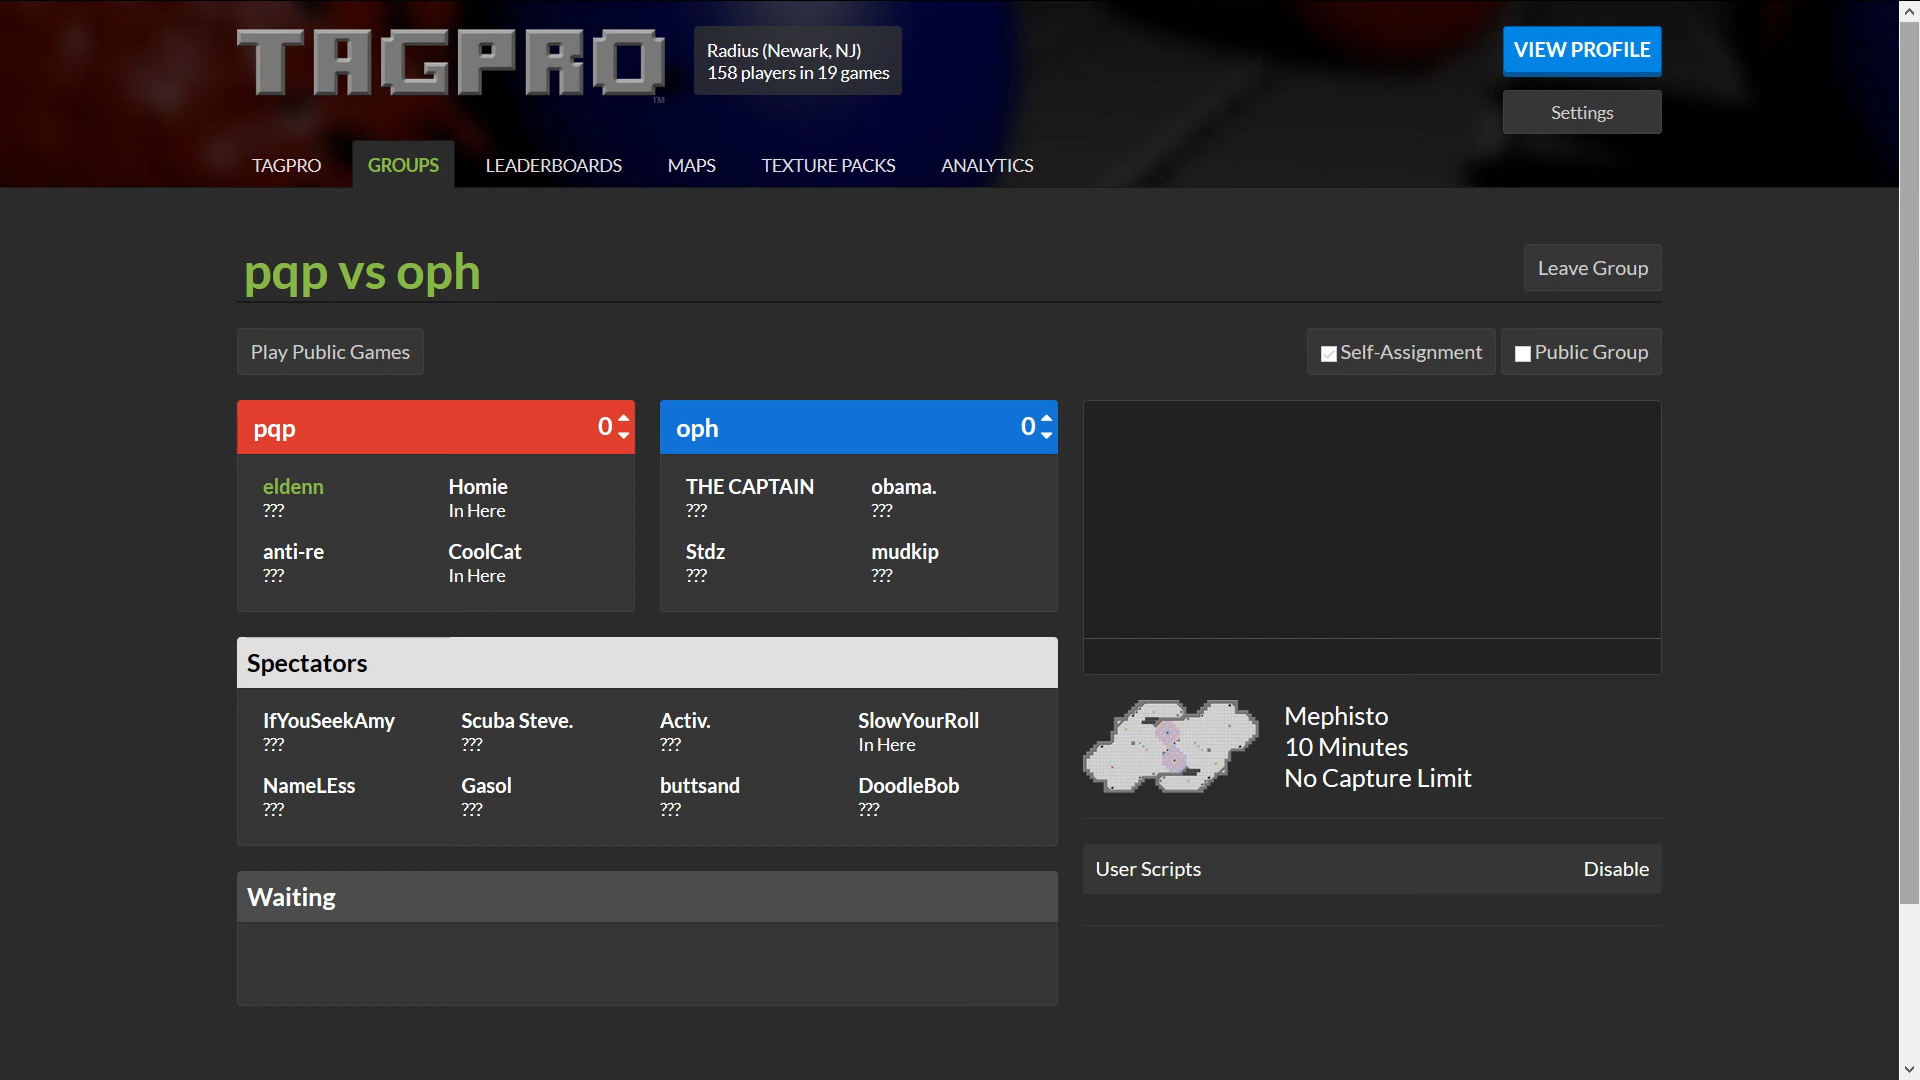 TAGPRO
TM
Radius (Newark, NJ)
158 players in 19 games
VIEW PROFILE
Settings
TAGPRO GROUPS LEADERBOARDS MAPS TEXTURE PACKS ANALYTICS
pqp vs oph
Leave Group
Play Public Games
Self-Assignment
Public Group
pqp 0
eldenn
???
Homie
In Here
anti-re
???
CoolCat
In Here
oph 0
THE CAPTAIN
???
obama.
???
Stdz
???
mudkip
???
Spectators
IfYouSeekAmy
???
Scuba Steve.
???
Activ.
???
SlowYourRoll
In Here
NameLEss
???
Gasol
???
buttsand
???
DoodleBob
???
Waiting
Mephisto
10 Minutes
No Capture Limit
User Scripts Disable